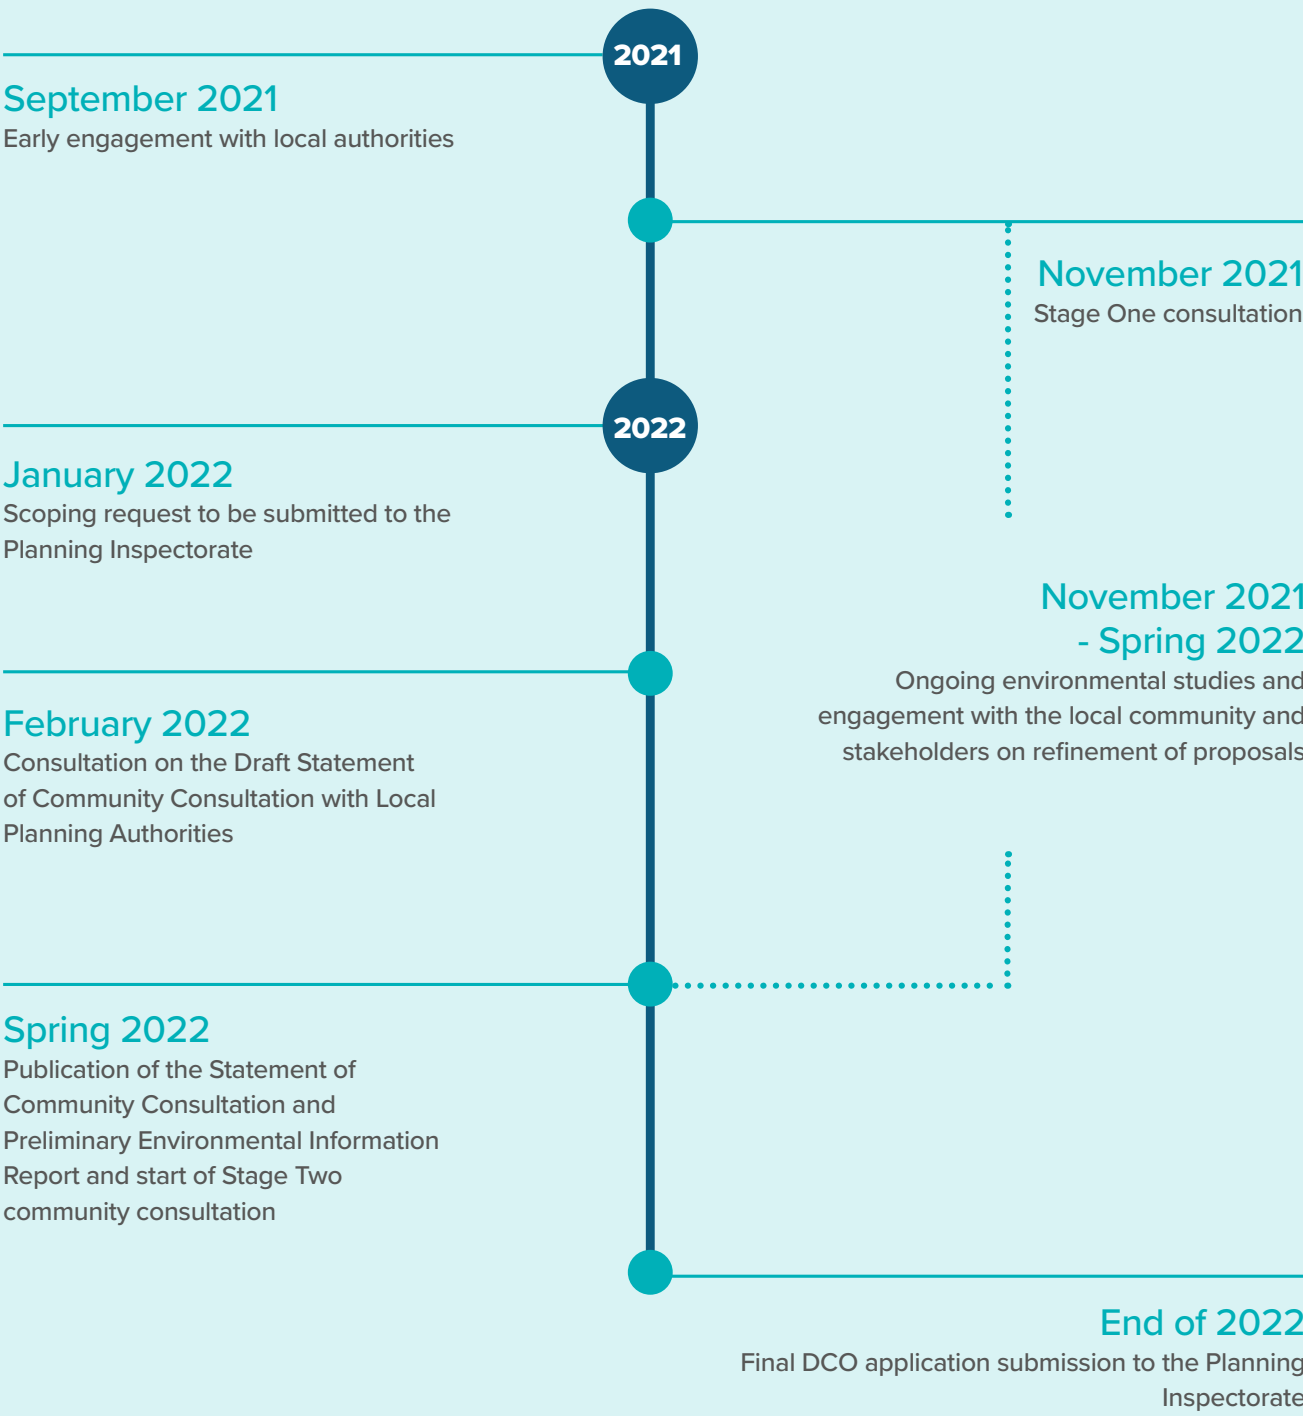 2021
September 2021
Early engagement with local authorities
November 2021
Stage One consultation
2022
January 2022
Scoping request to be submitted to the
Planning Inspectorate
November 2021
- Spring 2022
Ongoing environmental studies and
engagement with the local community and
stakeholders on refinement of proposals
February 2022
Consultation on the Draft Statement
of Community Consultation with Local
Planning Authorities
Spring 2022
Publication of the Statement of
Community Consultation and
Preliminary Environmental Information
Report and start of Stage Two
community consultation
End of 2022
Final DCO application submission to the Planning
Inspectorate